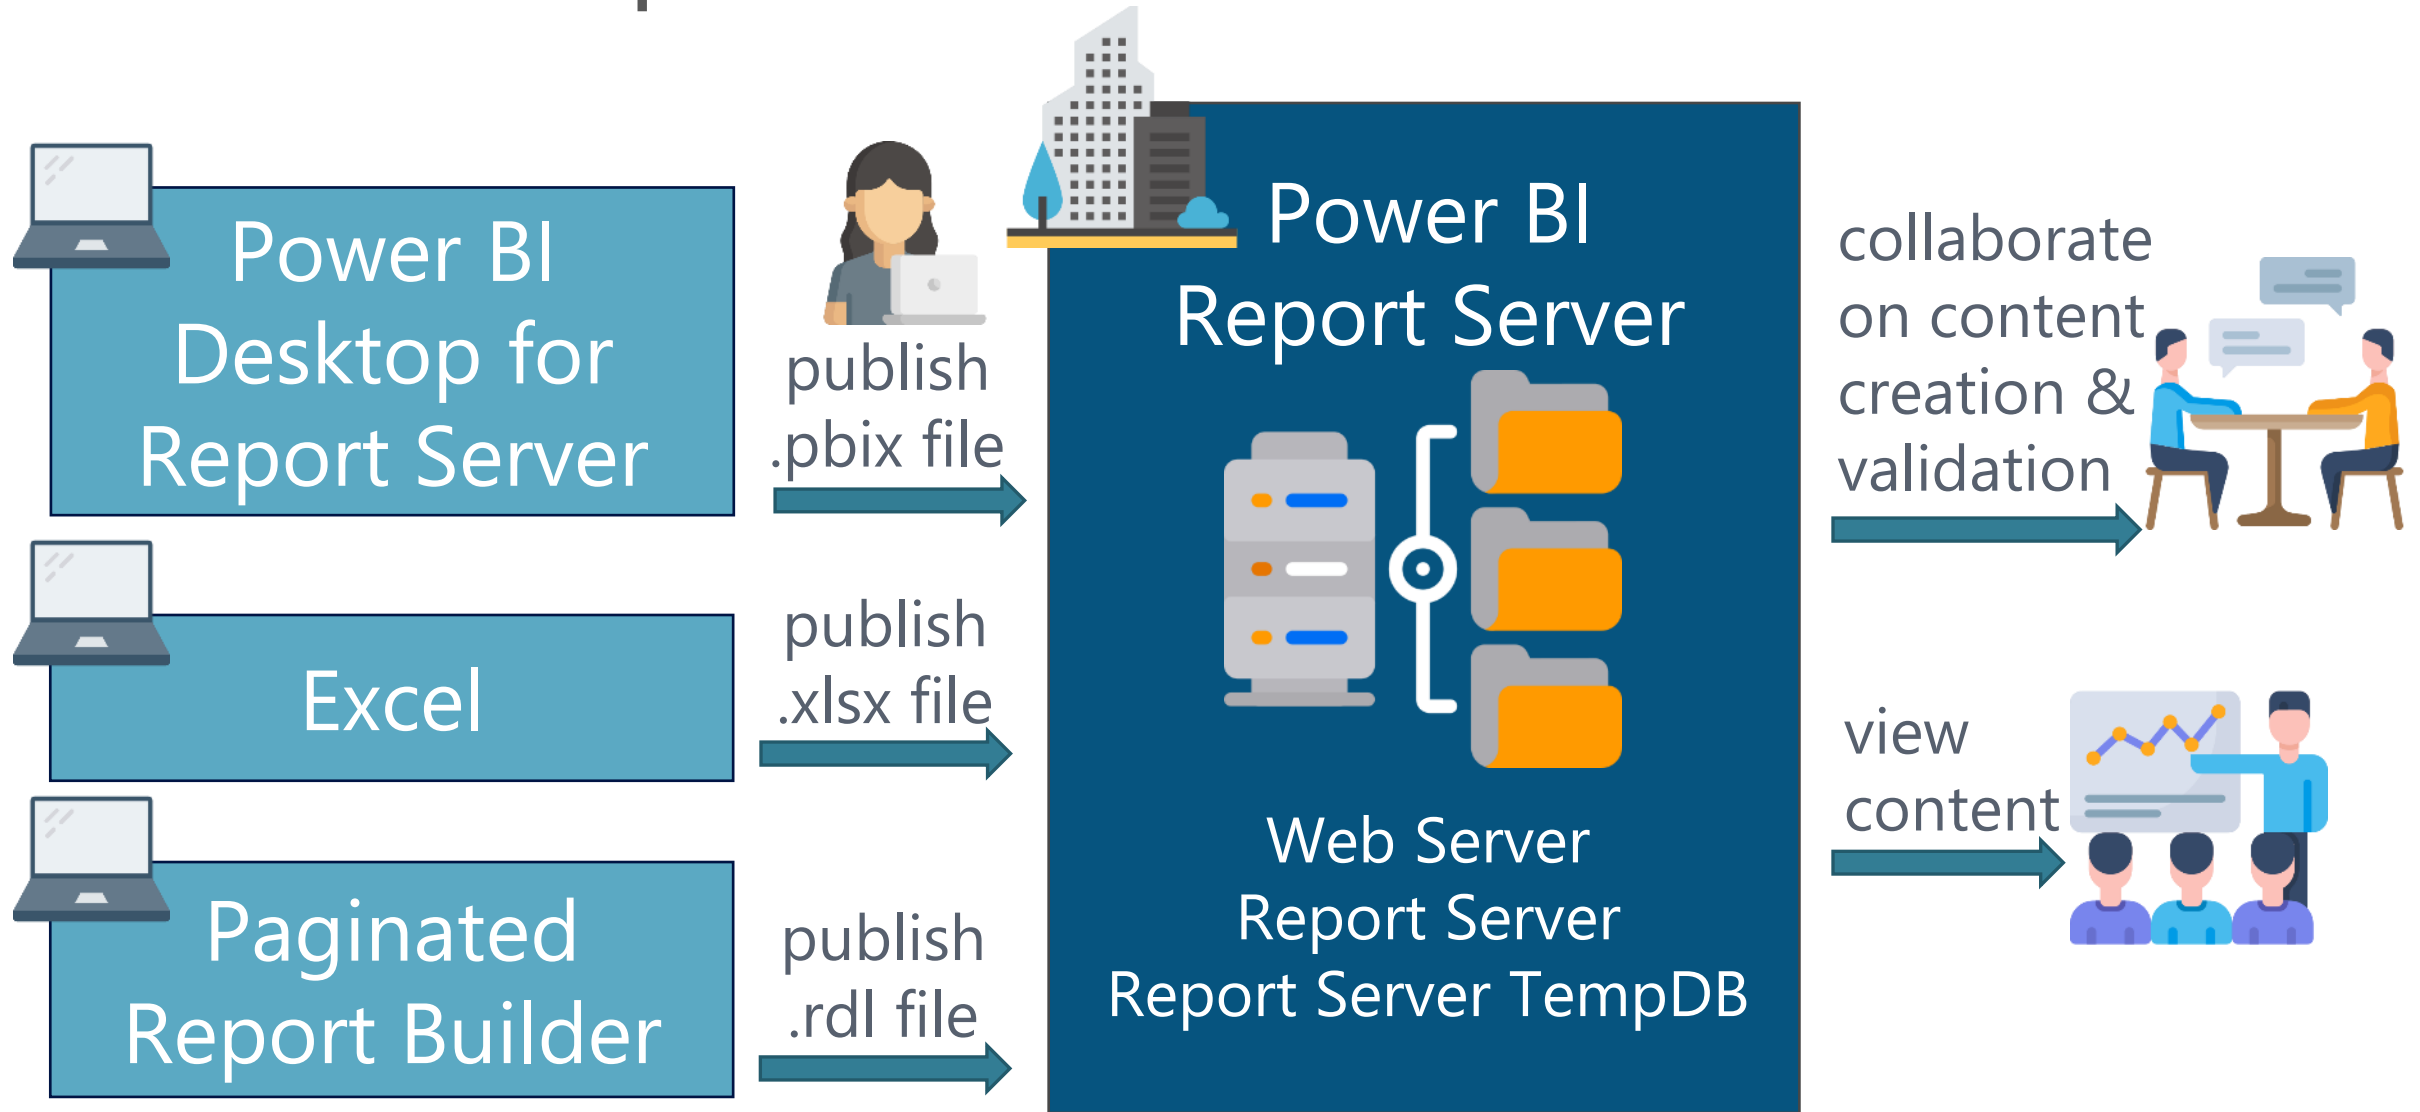 Power BI
Desktop for
Report Server
publish
.pbix file
Excel
publish
.xlsx file
Paginated
Report Builder
publish
.rdl file
Power BI
Report Server
Web Server
Report Server
Report Server TempDB
collaborate
on content
creation &
validation
view
content